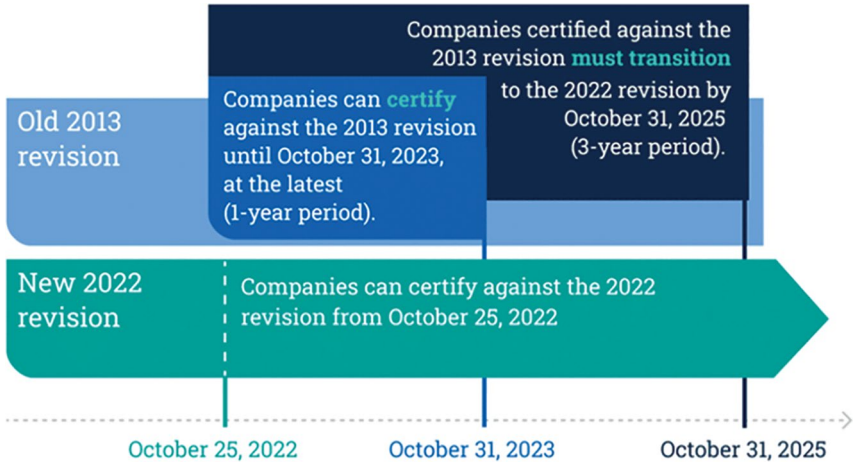 Companies certified against the
2013 revision must transition
to the 2022 revision by
October 31, 2025
(3-year period).
Companies can certify
against the 2013 revision
until October 31, 2023,
at the latest
(1-year period).
Old 2013
revision
New 2022
revision
Companies can certify against the 2022
revision from October 25, 2022
October 25, 2022
October 31, 2023
October 31, 2025